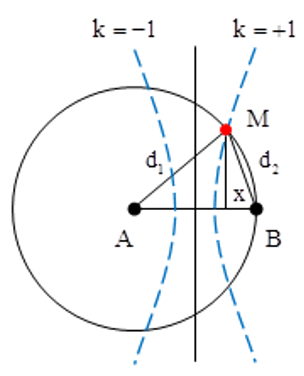 k = −1
k = +1
M
d₁
d₂
x
A
B